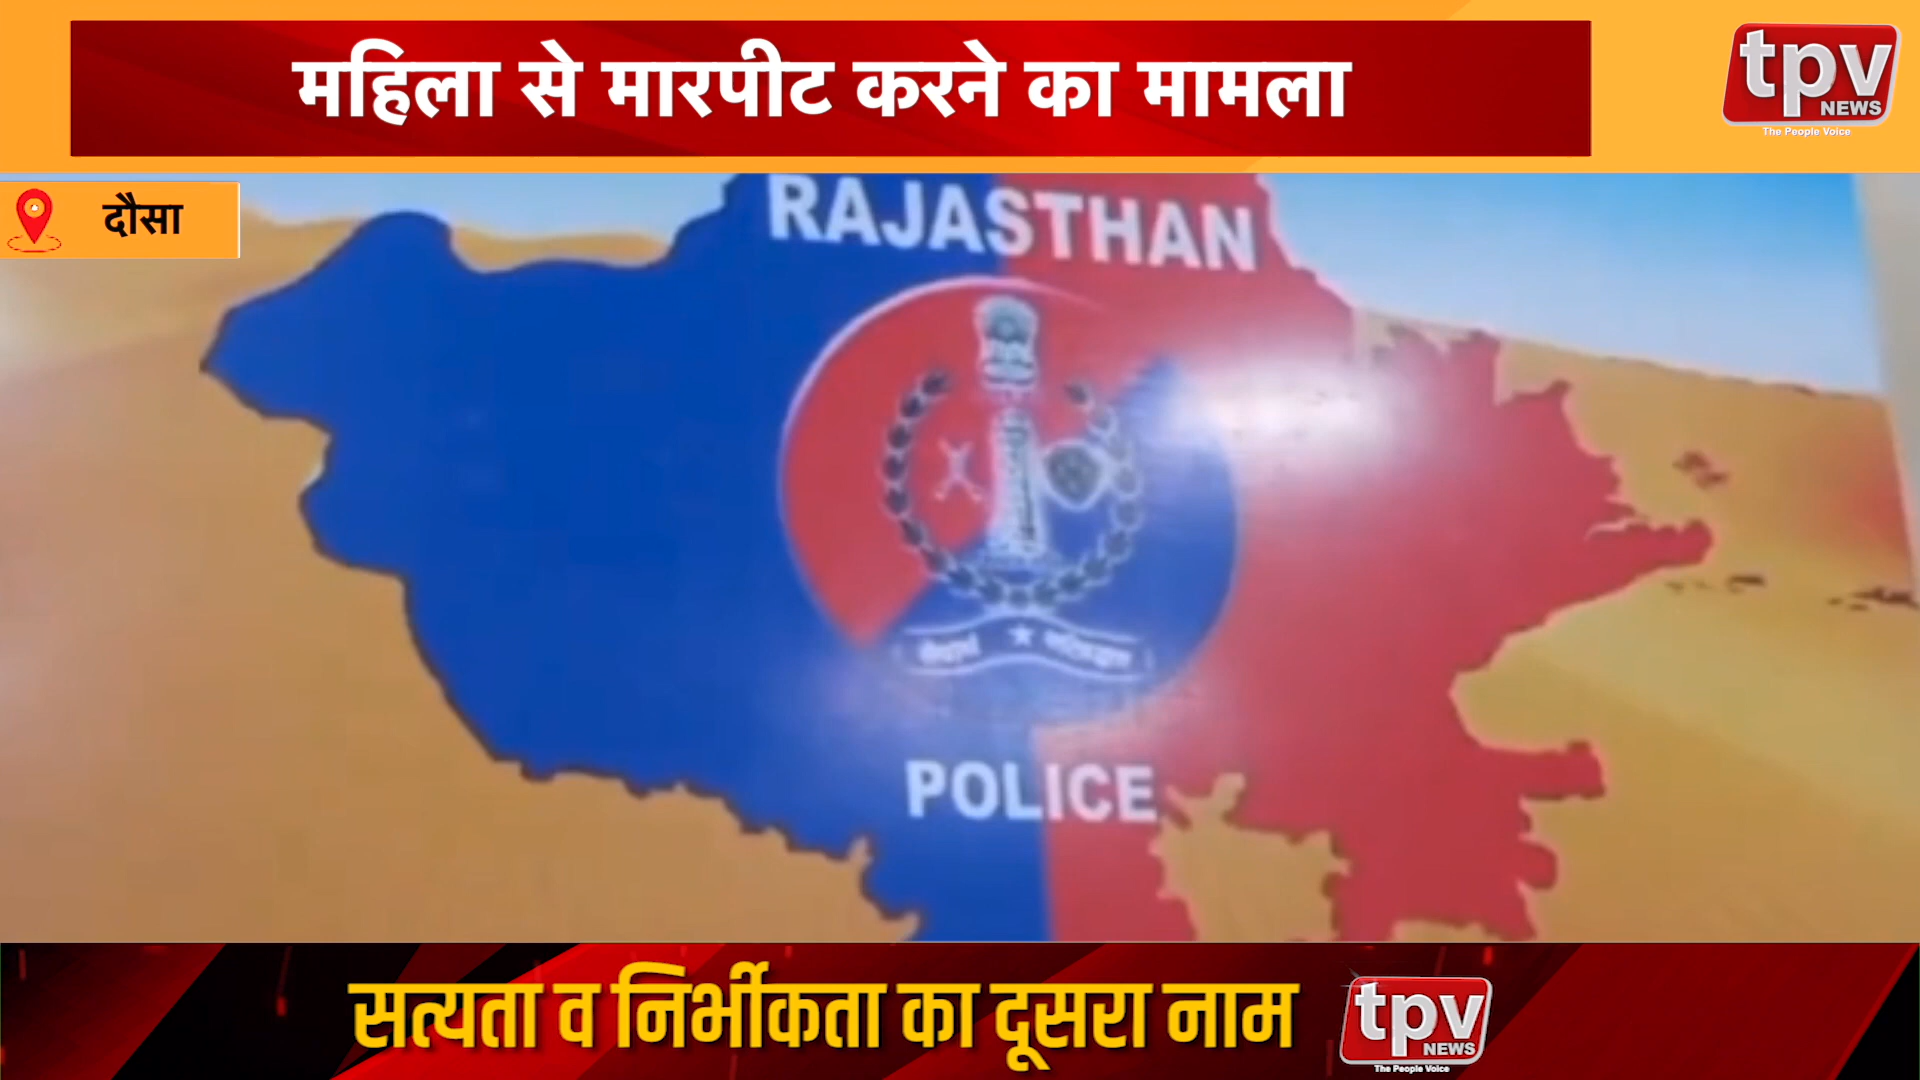 महिला से मारपीट करने का मामला
tpv
NEWS
The People Voice
दौसा
RAJASTHAN
POLICE
सत्यता व निर्भीकता का दूसरा नाम
tpv
NEWS
The People Voice